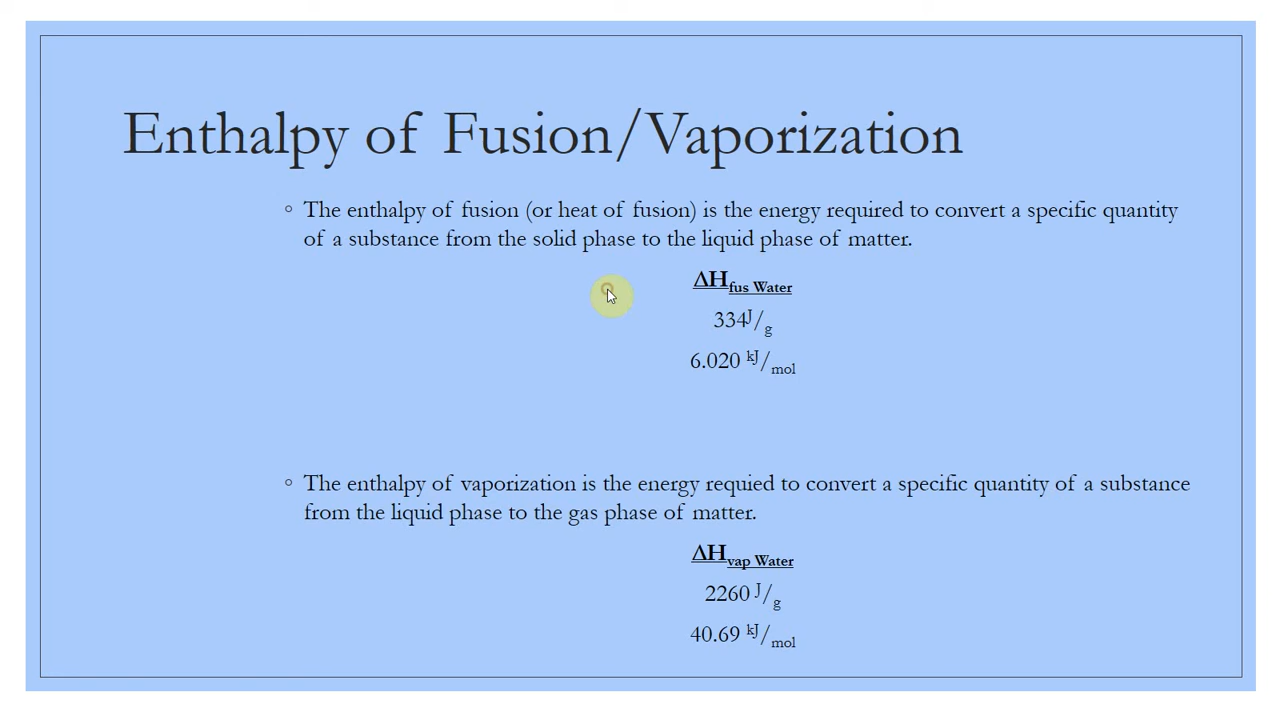 Enthalpy of Fusion/Vaporization
◦ The enthalpy of fusion (or heat of fusion) is the energy required to convert a specific quantity
of a substance from the solid phase to the liquid phase of matter.
ΔHfus Water
334J/g
6.020 kJ/mol
◦ The enthalpy of vaporization is the energy requied to convert a specific quantity of a substance
from the liquid phase to the gas phase of matter.
ΔHvap Water
2260 J/g
40.69 kJ/mol